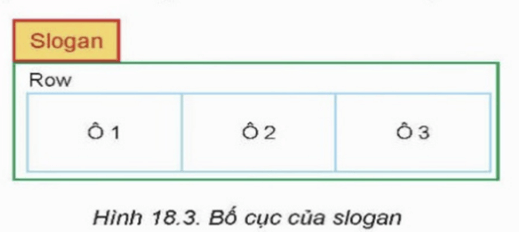 Slogan
Row
Ô 1 Ô 2 Ô 3
Hình 18.3. Bố cục của slogan